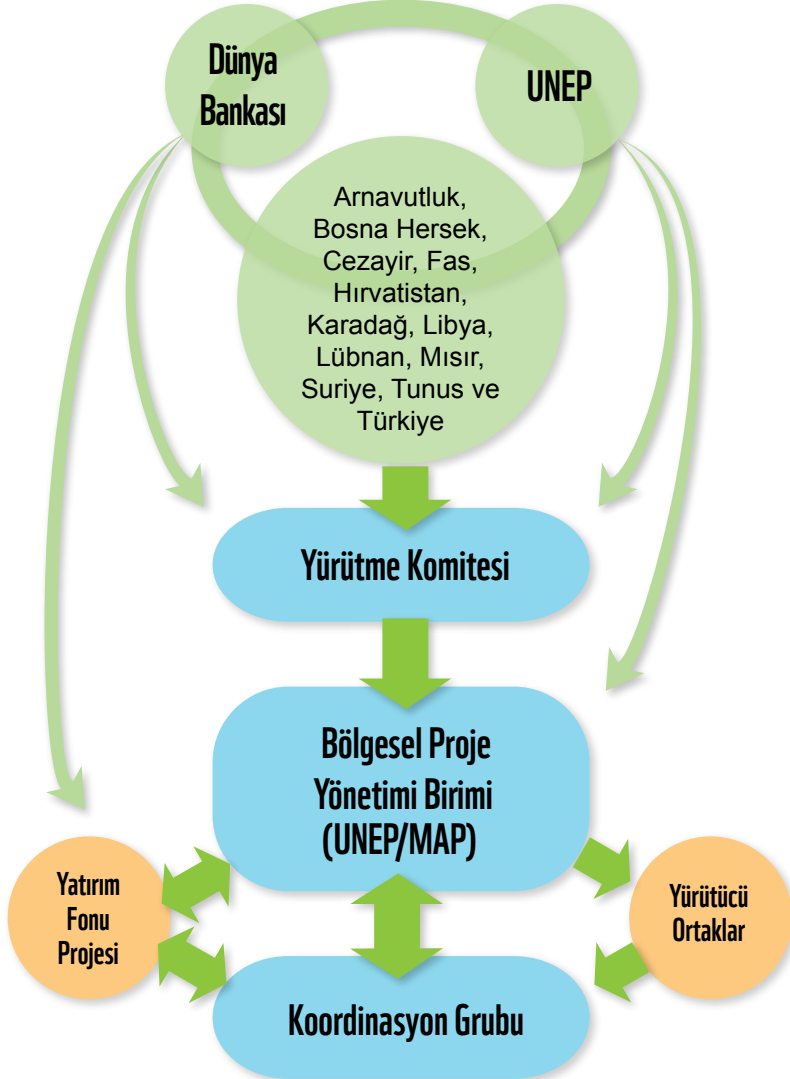 Dünya
Bankası
UNEP
Arnavutluk,
Bosna Hersek,
Cezayir, Fas,
Hırvatistan,
Karadağ, Libya,
Lübnan, Mısır,
Suriye, Tunus ve
Türkiye
Yürütme Komitesi
Bölgesel Proje
Yönetimi Birimi
(UNEP/MAP)
Yatırım
Fonu
Projesi
Yürütücü
Ortaklar
Koordinasyon Grubu